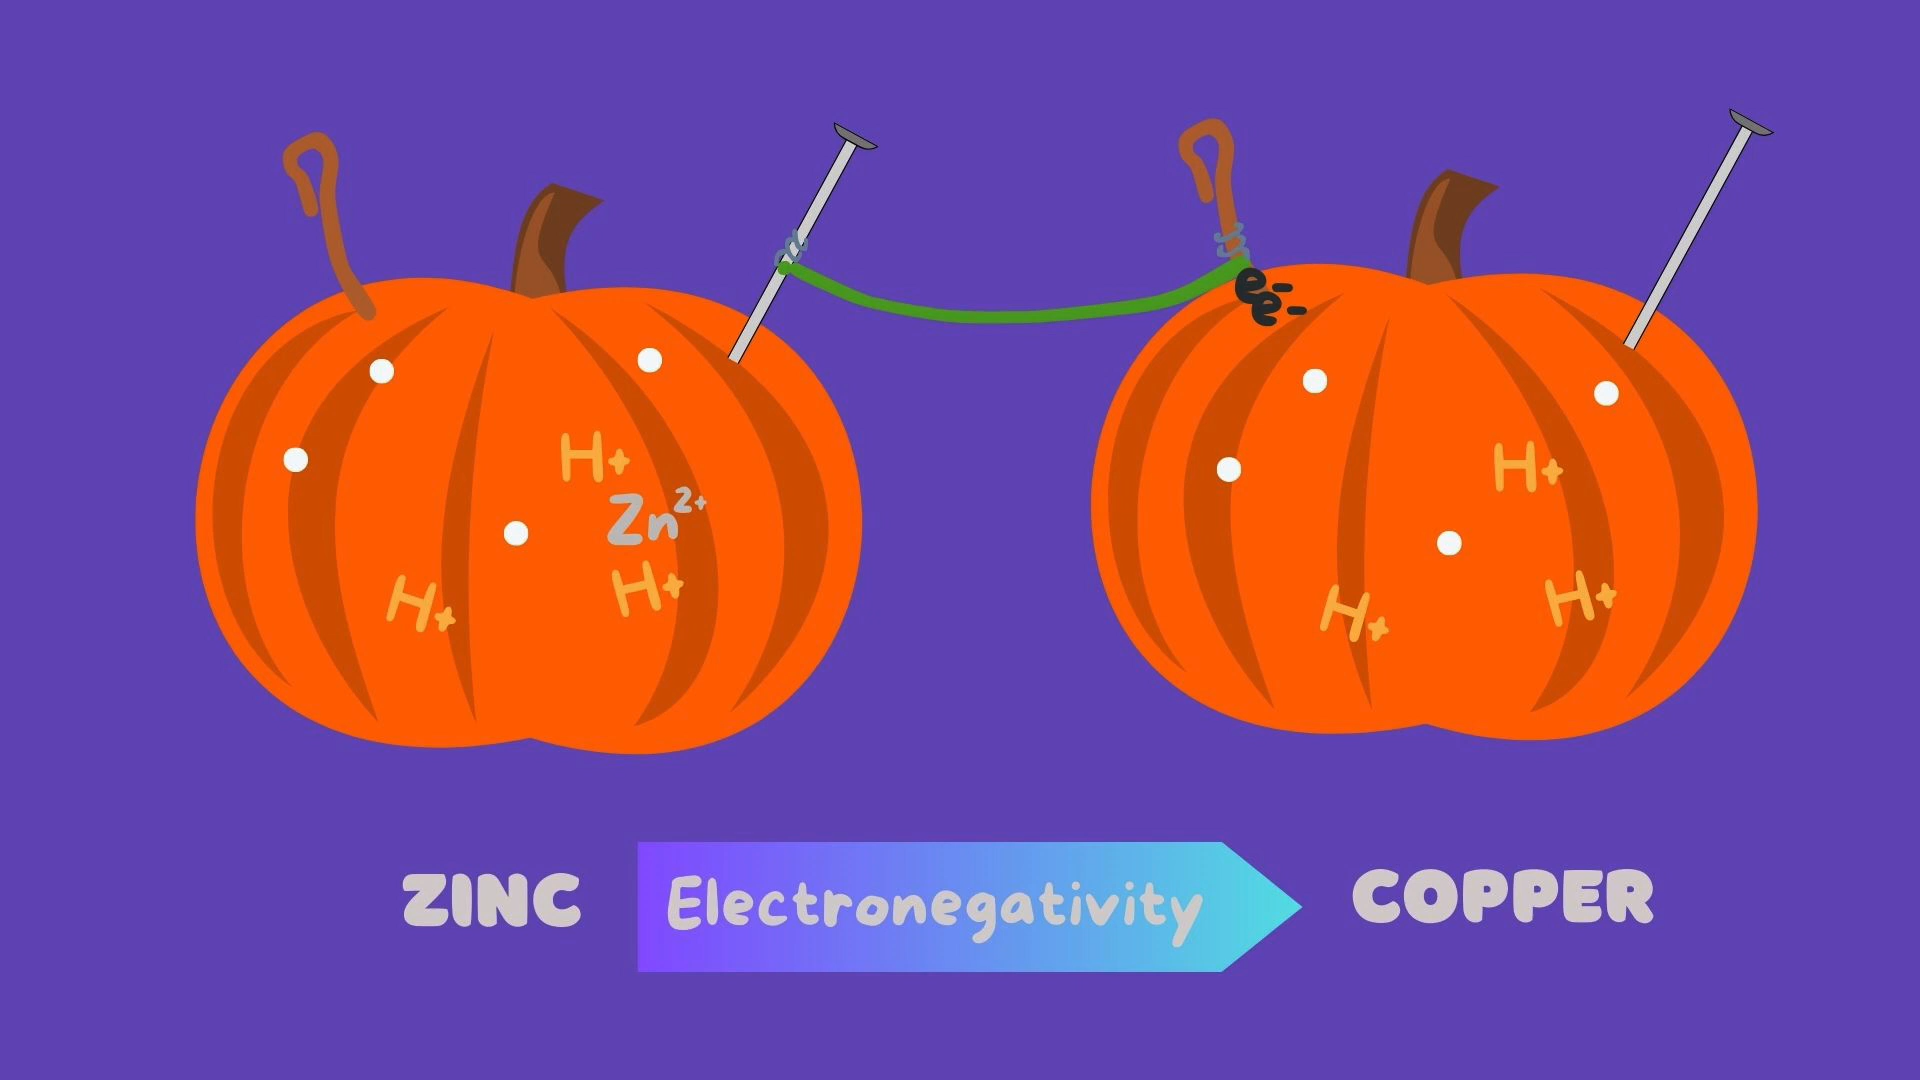 e-
e-
H+
Zn²⁺
H+
H+
H+
H+
H+
ZINC
Electronegativity
COPPER